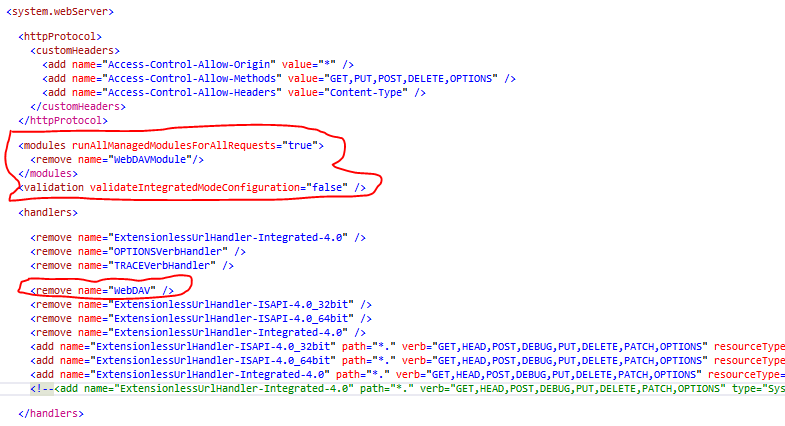 <system.webServer>
<httpProtocol>
<customHeaders>
<add name="Access-Control-Allow-Origin" value="*" />
<add name="Access-Control-Allow-Methods" value="GET,PUT,POST,DELETE,OPTIONS" />
<add name="Access-Control-Allow-Headers" value="Content-Type" />
</customHeaders>
</httpProtocol>
<modules runAllManagedModulesForAllRequests="true">
<remove name="WebDAVModule"/>
</modules>
<validation validateIntegratedModeConfiguration="false" />
<handlers>
<remove name="ExtensionlessUrlHandler-Integrated-4.0" />
<remove name="OPTIONSVerbHandler" />
<remove name="TRACEVerbHandler" />
<remove name="WebDAV" />
<remove name="ExtensionlessUrlHandler-ISAPI-4.0_32bit" />
<remove name="ExtensionlessUrlHandler-ISAPI-4.0_64bit" />
<remove name="ExtensionlessUrlHandler-Integrated-4.0" />
<add name="ExtensionlessUrlHandler-ISAPI-4.0_32bit" path="*." verb="GET,HEAD,POST,DEBUG,PUT,DELETE,PATCH,OPTIONS" resourceType
<add name="ExtensionlessUrlHandler-ISAPI-4.0_64bit" path="*." verb="GET,HEAD,POST,DEBUG,PUT,DELETE,PATCH,OPTIONS" resourceType
<add name="ExtensionlessUrlHandler-Integrated-4.0" path="*." verb="GET,HEAD,POST,DEBUG,PUT,DELETE,PATCH,OPTIONS" resourceType=
<!--<add name="ExtensionlessUrlHandler-Integrated-4.0" path="*." verb="GET,HEAD,POST,DEBUG,PUT,DELETE,PATCH,OPTIONS" type="Sys
</handlers>